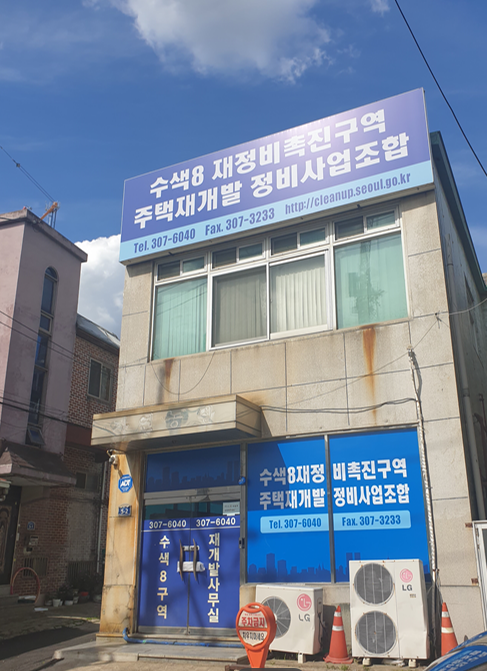 수색8 재정비촉진구역
주택재개발 정비사업조합
Tel. 307-6040 Fax. 307-3233 http://cleanup.seoul.go.kr
수색8재정비촉진구역
주택재개발 정비사업조합
Tel. 307-6040 Fax. 307-3233
ADT
307-6040 307-6040
수색8구역
재개발사무실
LG
LG
주차금지